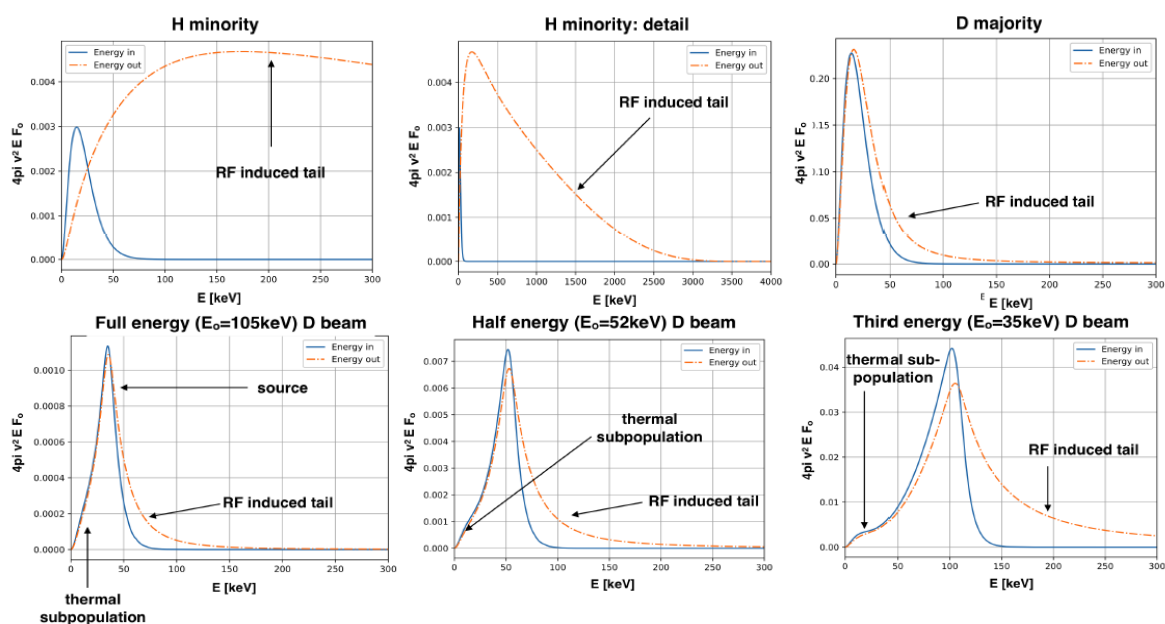 H minority
Energy in
Energy out
RF induced tail
4pi v² E Fₒ
0.004
0.003
0.002
0.001
0.000
0 50 100 150 200 250 300
E [keV]
H minority: detail
Energy in
Energy out
RF induced tail
4pi v² E Fₒ
0.004
0.003
0.002
0.001
0.000
0 500 1000 1500 2000 2500 3000 3500 4000
E [keV]
D majority
Energy in
Energy out
RF induced tail
4pi v² E Fₒ
0.20
0.15
0.10
0.05
0.00
0 50 100 150 200 250 300
E E [keV]
Full energy (Eₒ=105keV) D beam
Energy in
Energy out
source
RF induced tail
thermal
subpopulation
4pi v² E Fₒ
0.0010
0.0008
0.0006
0.0004
0.0002
0.0000
0 50 100 150 200 250 300
E [keV]
Half energy (Eₒ=52keV) D beam
Energy in
Energy out
thermal
subpopulation
RF induced tail
4pi v² E Fₒ
0.007
0.006
0.005
0.004
0.003
0.002
0.001
0.000
0 50 100 150 200 250 300
E [keV]
Third energy (Eₒ=35keV) D beam
thermal sub-
population
Energy in
Energy out
RF induced tail
4pi v² E Fₒ
0.04
0.03
0.02
0.01
0.00
0 50 100 150 200 250 300
E [keV]